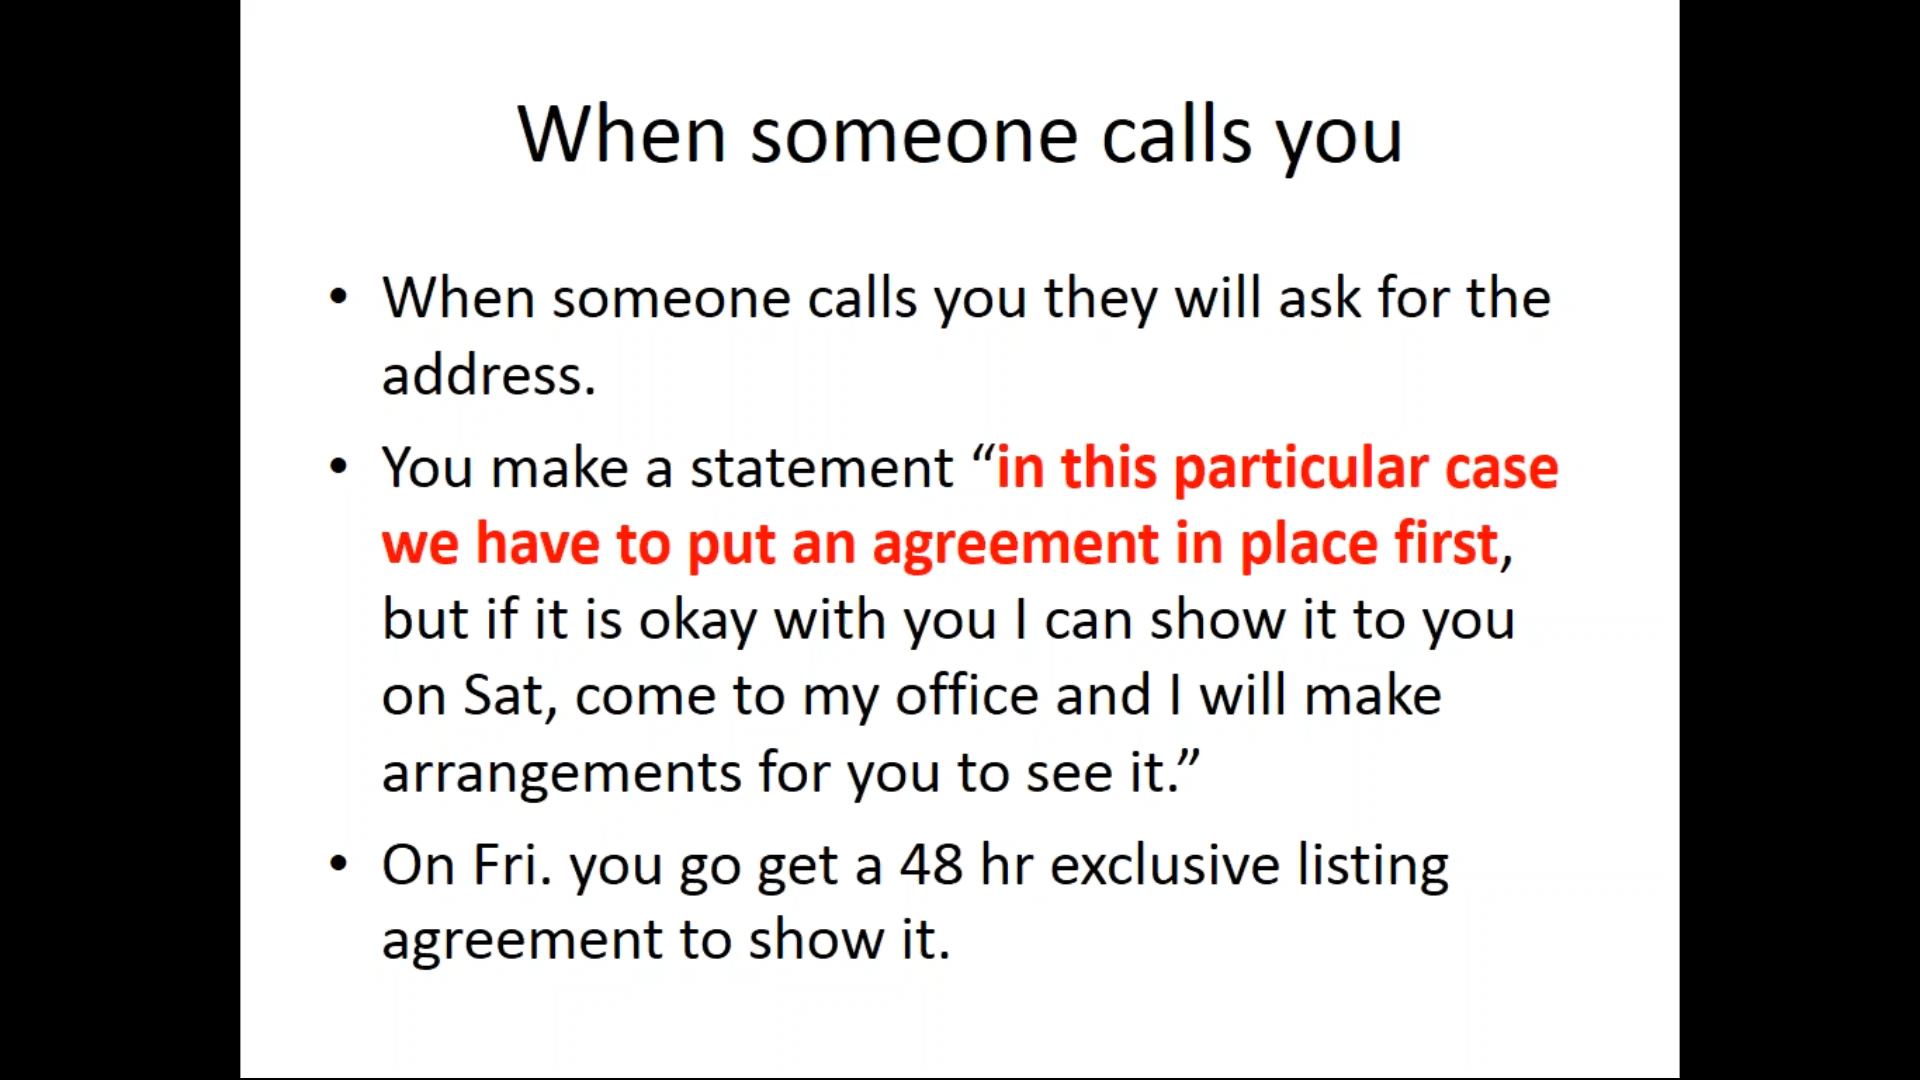 When someone calls you
• When someone calls you they will ask for the
address.
• You make a statement “in this particular case
we have to put an agreement in place first,
but if it is okay with you I can show it to you
on Sat, come to my office and I will make
arrangements for you to see it.”
• On Fri. you go get a 48 hr exclusive listing
agreement to show it.